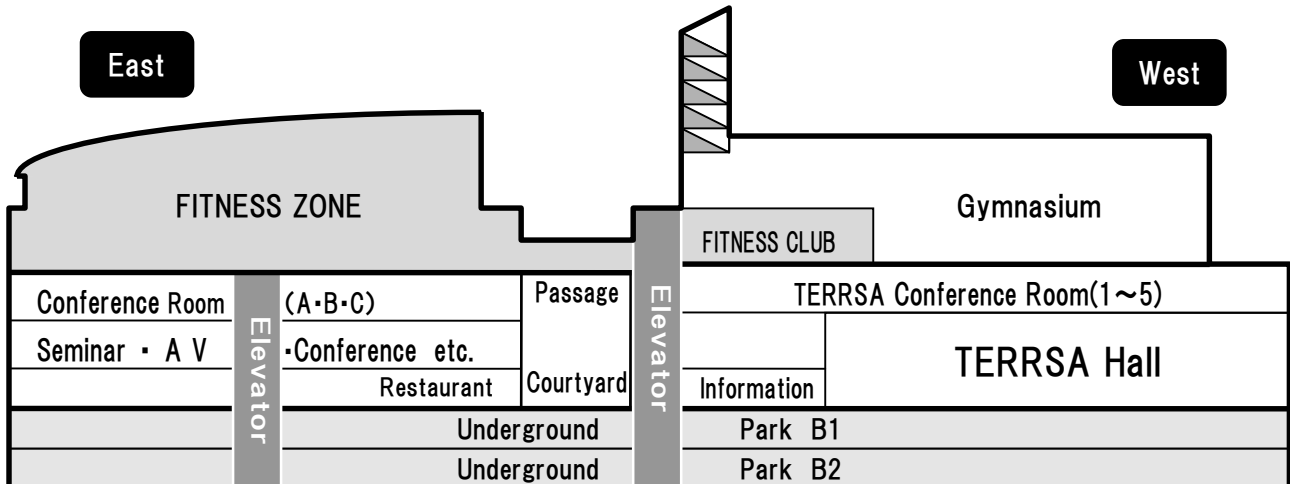 East
West
FITNESS ZONE
Gymnasium
FITNESS CLUB
Conference Room (A・B・C)
Passage
TERRSA Conference Room(1～5)
Elevator
Elevator
Seminar ・ A V ・Conference etc.
TERRSA Hall
Restaurant
Courtyard
Information
Underground Park B1
Underground Park B2